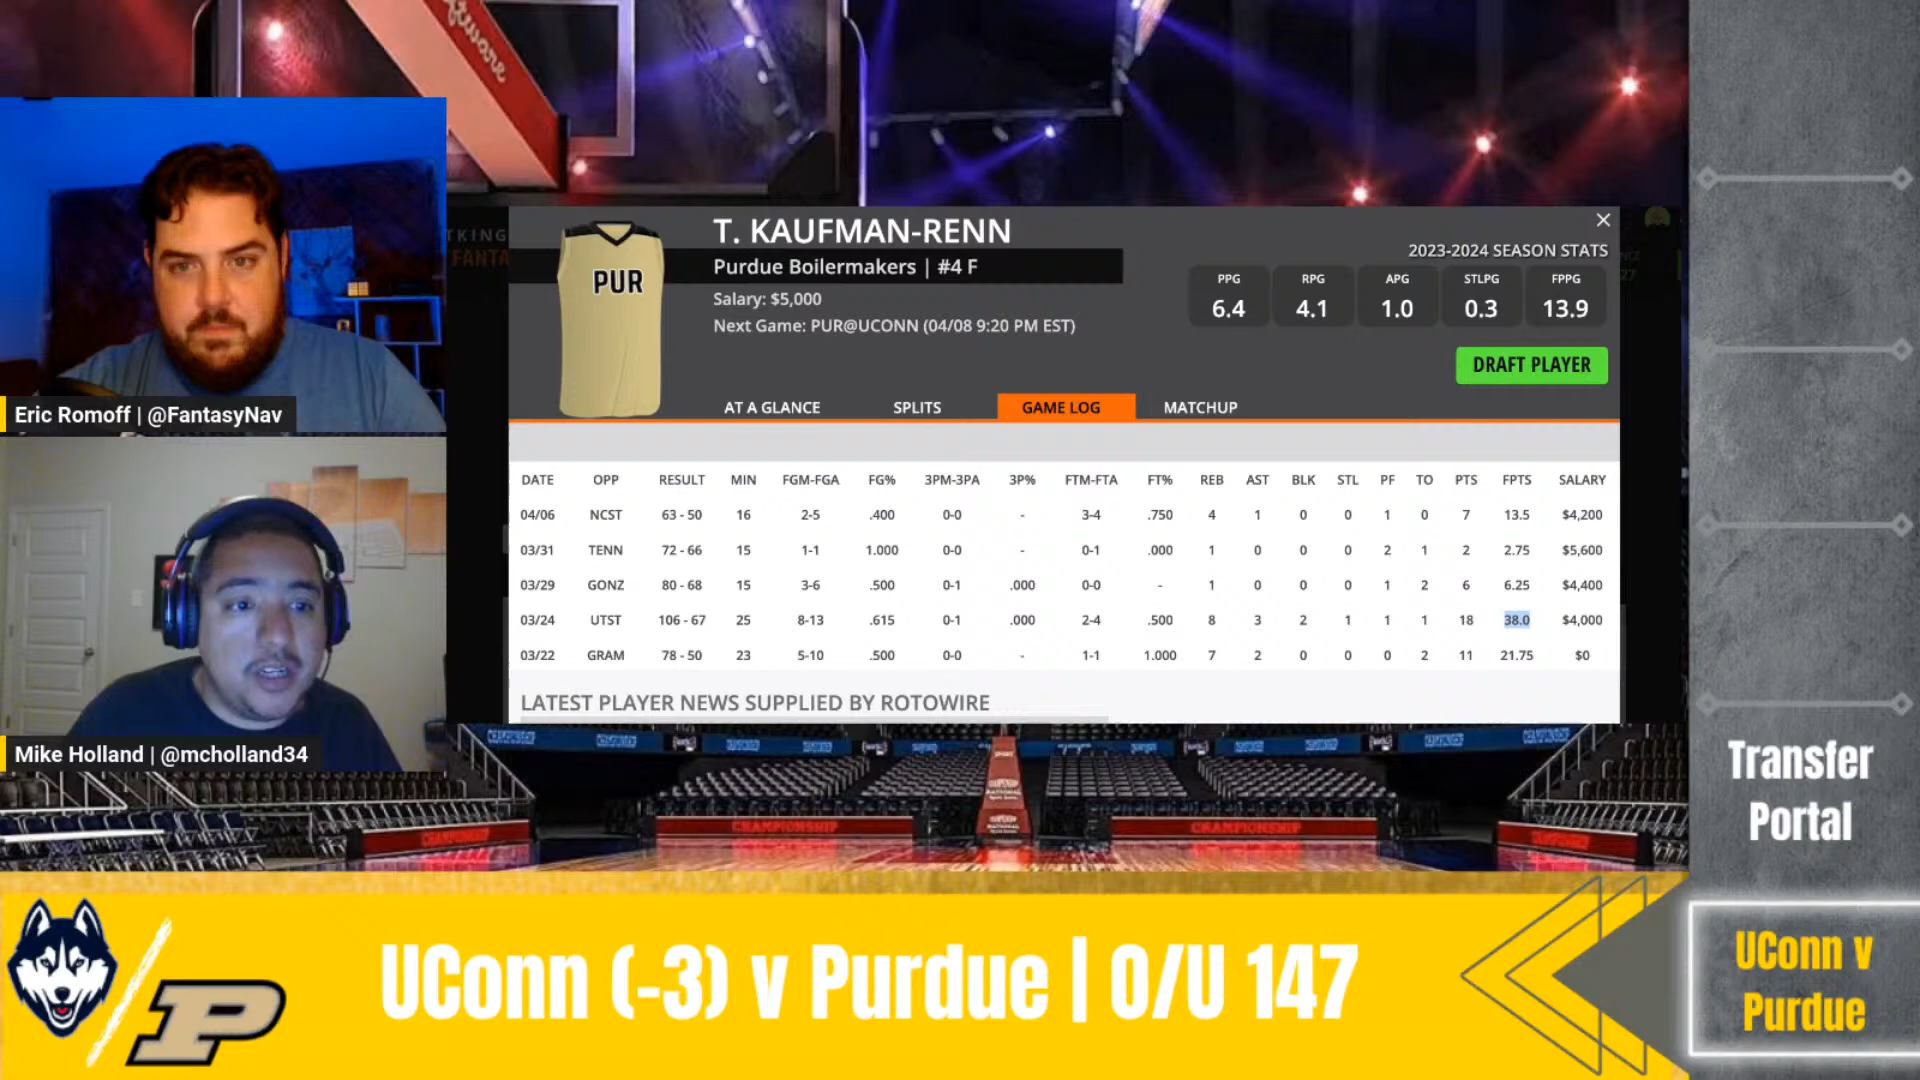 ftware
TKING
FANTA
T. KAUFMAN-RENN
Purdue Boilermakers | #4 F
Salary: $5,000
Next Game: PUR@UCONN (04/08 9:20 PM EST)
PUR
2023-2024 SEASON STATS
PPG RPG APG STLPG FPPG
6.4 4.1 1.0 0.3 13.9
DRAFT PLAYER
AT A GLANCE SPLITS GAME LOG MATCHUP
DATE OPP RESULT MIN FGM-FGA FG% 3PM-3PA 3P% FTM-FTA FT% REB AST BLK STL PF TO PTS FPTS SALARY
04/06 NCST 63 - 50 16 2-5 .400 0-0 - 3-4 .750 4 1 0 0 1 0 7 13.5 $4,200
03/31 TENN 72 - 66 15 1-1 1.000 0-0 - 0-1 .000 1 0 0 0 2 1 2 2.75 $5,600
03/29 GONZ 80 - 68 15 3-6 .500 0-1 .000 0-0 - 1 0 0 0 1 2 6 6.25 $4,400
03/24 UTST 106 - 67 25 8-13 .615 0-1 .000 2-4 .500 8 3 2 1 1 1 18 38.0 $4,000
03/22 GRAM 78 - 50 23 5-10 .500 0-0 - 1-1 1.000 7 2 0 0 0 2 11 21.75 $0
LATEST PLAYER NEWS SUPPLIED BY ROTOWIRE
Eric Romoff | @FantasyNav
Mike Holland | @mcholland34
CHAMPIONSHIP
CHAMPIONSHIP
Transfer
Portal
UConn v
Purdue
UConn (-3) v Purdue | O/U 147
P